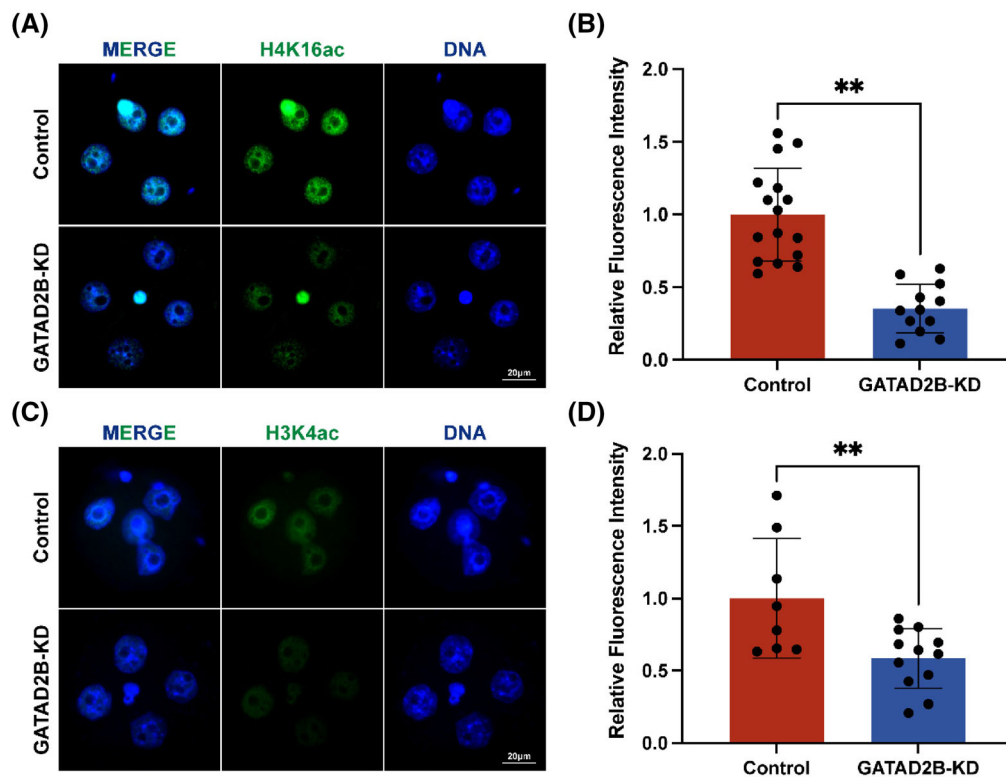 (A)
MERGE H4K16ac DNA
Control
GATAD2B-KD
20μm
(B)
Relative Fluorescence Intensity
2.0
1.5
1.0
0.5
0.0
**
Control GATAD2B-KD
(C)
MERGE H3K4ac DNA
Control
GATAD2B-KD
20μm
(D)
Relative Fluorescence Intensity
2.0
1.5
1.0
0.5
0.0
**
Control GATAD2B-KD